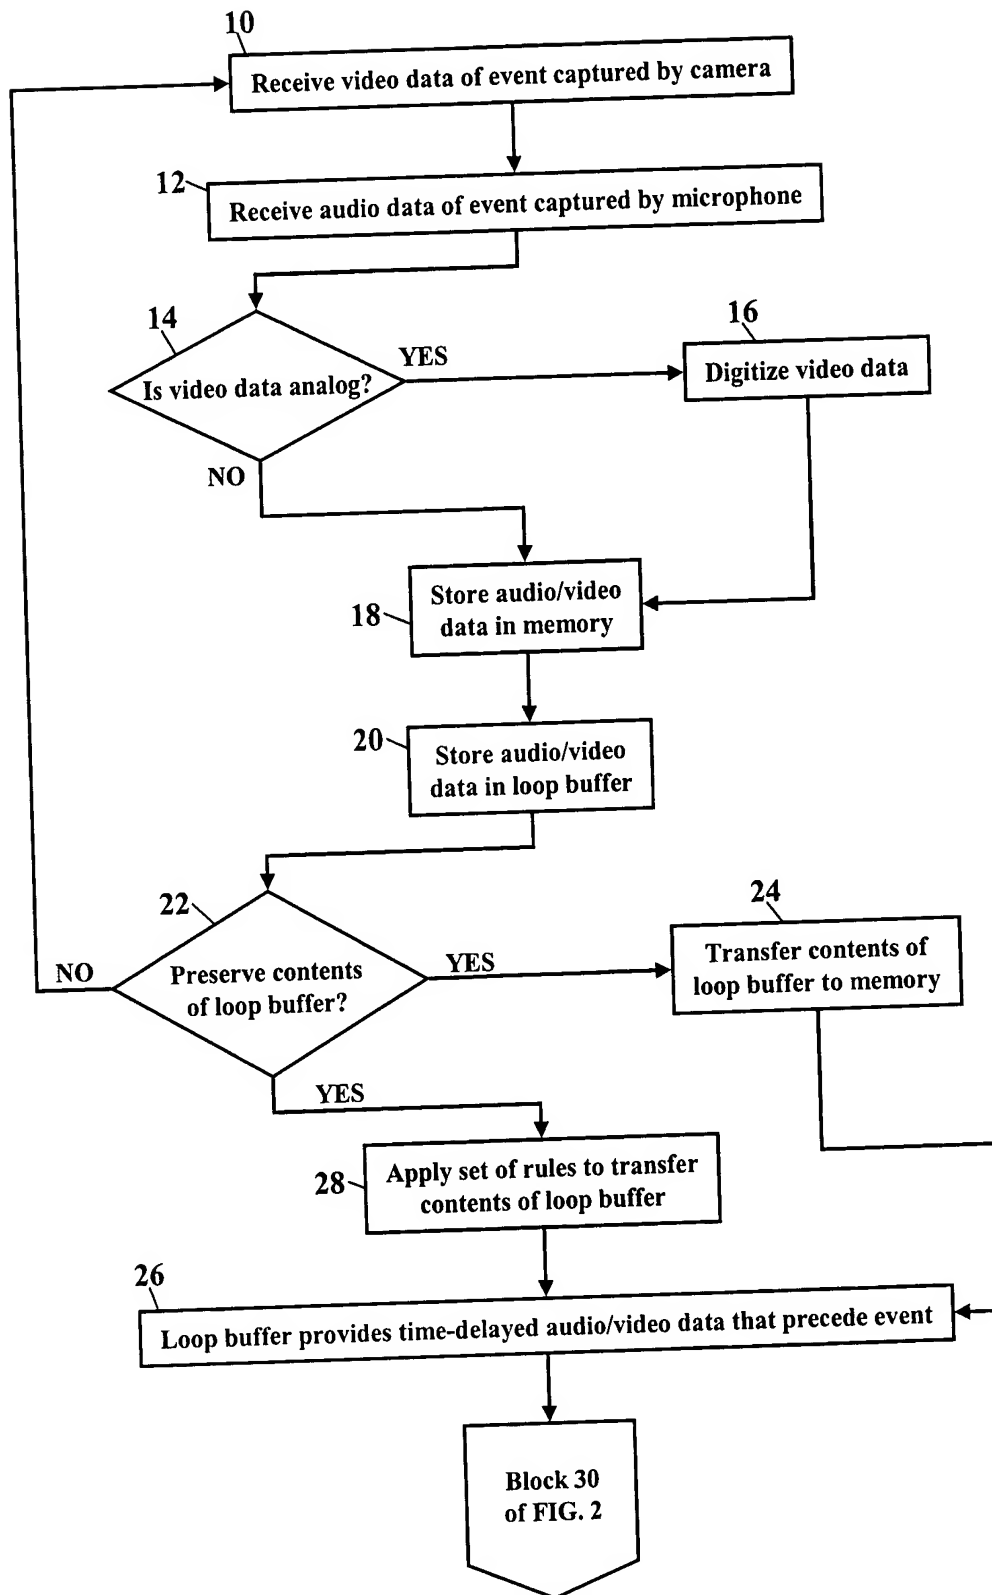 10
Receive video data of event captured by camera
12
Receive audio data of event captured by microphone
14
Is video data analog?
YES
16
Digitize video data
NO
18
Store audio/video
data in memory
20
Store audio/video
data in loop buffer
22
Preserve contents
of loop buffer?
NO
YES
24
Transfer contents of
loop buffer to memory
YES
28
Apply set of rules to transfer
contents of loop buffer
26
Loop buffer provides time-delayed audio/video data that precede event
Block 30
of FIG. 2